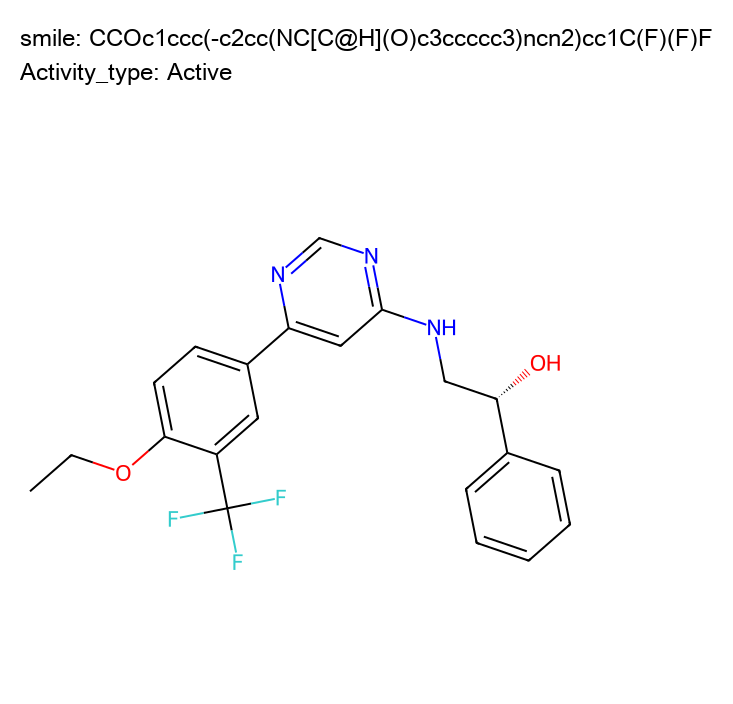 smile: CCOc1ccc(-c2cc(NC[C@H](O)c3ccccc3)ncn2)cc1C(F)(F)F
Activity_type: Active
N
N
NH
OH
O
F
F
F